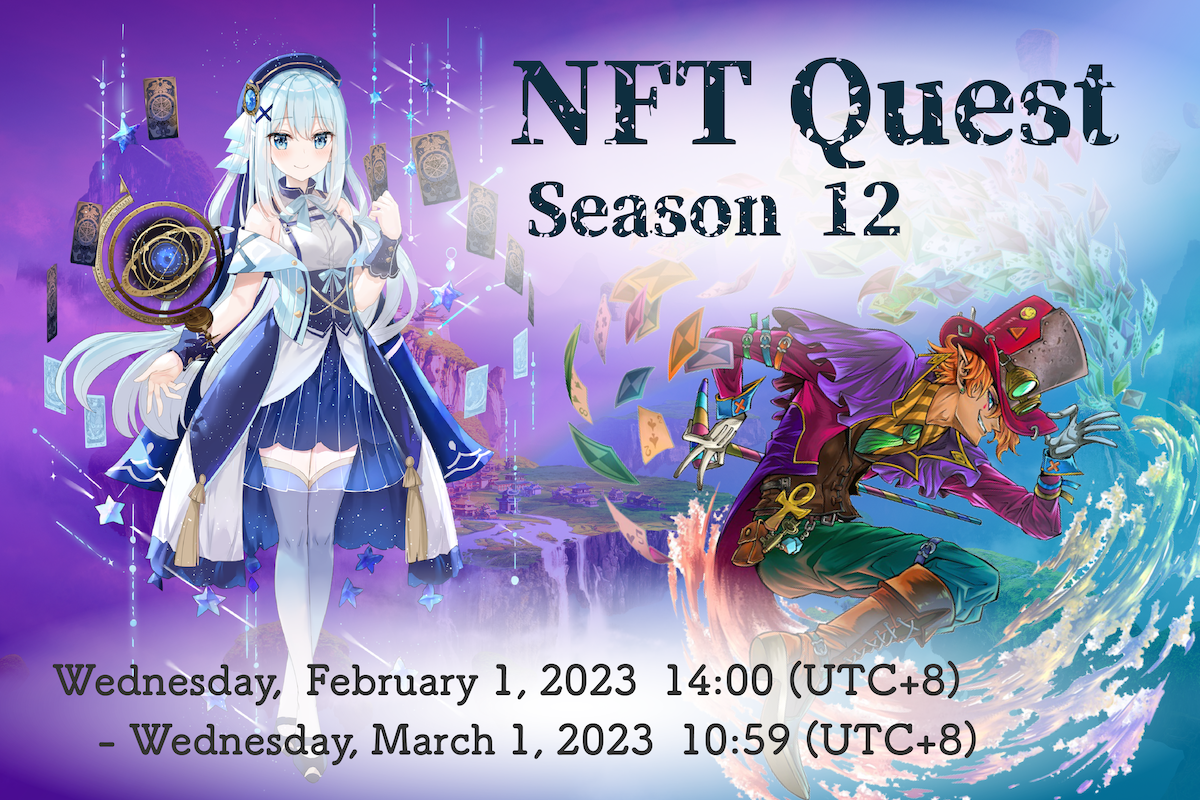 NFT Quest
Season 12
Wednesday, February 1, 2023 14:00 (UTC+8)
- Wednesday, March 1, 2023 10:59 (UTC+8)